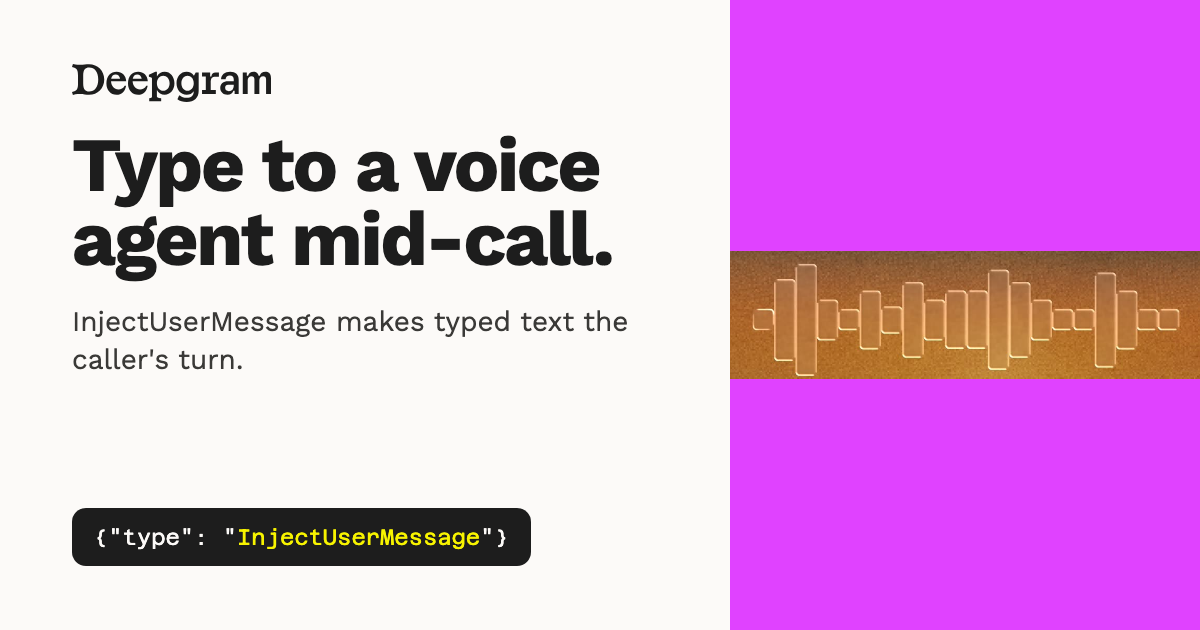 Deepgram
Type to a voice
agent mid-call.
InjectUserMessage makes typed text the
caller's turn.
{"type": "InjectUserMessage"}